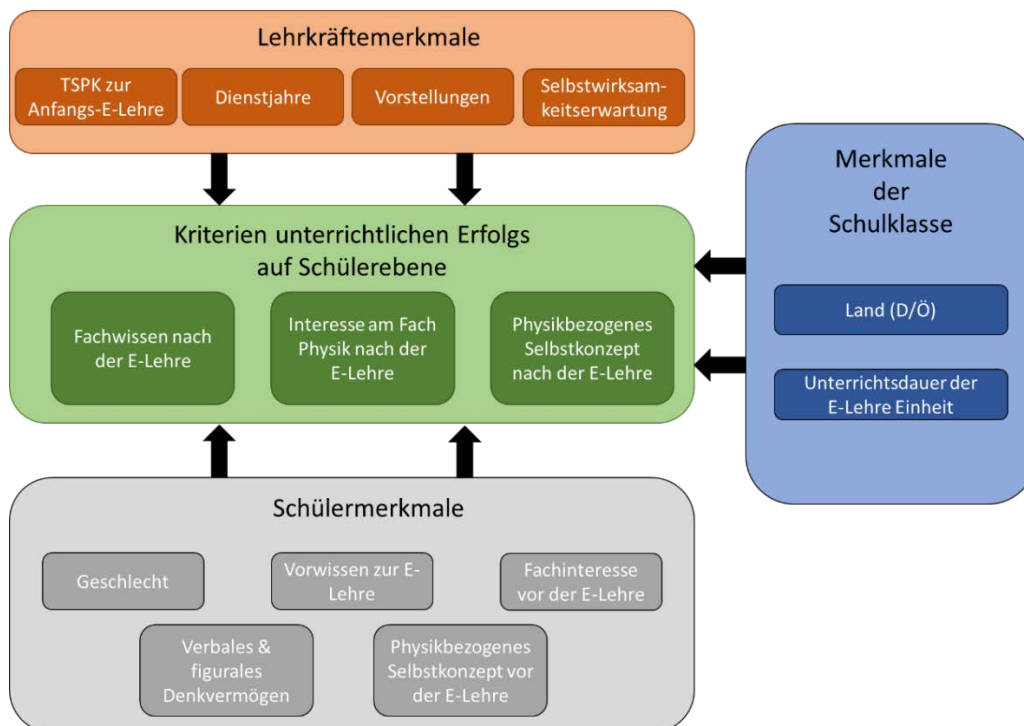 Lehrkräftemerkmale
TSPK zur
Anfangs-E-Lehre
Dienstjahre
Vorstellungen
Selbstwirksam-
keitserwartung
Kriterien unterrichtlichen Erfolgs
auf Schülerebene
Fachwissen nach
der E-Lehre
Interesse am Fach
Physik nach der
E-Lehre
Physikbezogenes
Selbstkonzept
nach der E-Lehre
Merkmale
der
Schulklasse
Land (D/Ö)
Unterrichtsdauer der
E-Lehre Einheit
Schülermerkmale
Geschlecht
Vorwissen zur E-
Lehre
Fachinteresse
vor der E-Lehre
Verbales &
figurales
Denkvermögen
Physikbezogenes
Selbstkonzept vor
der E-Lehre